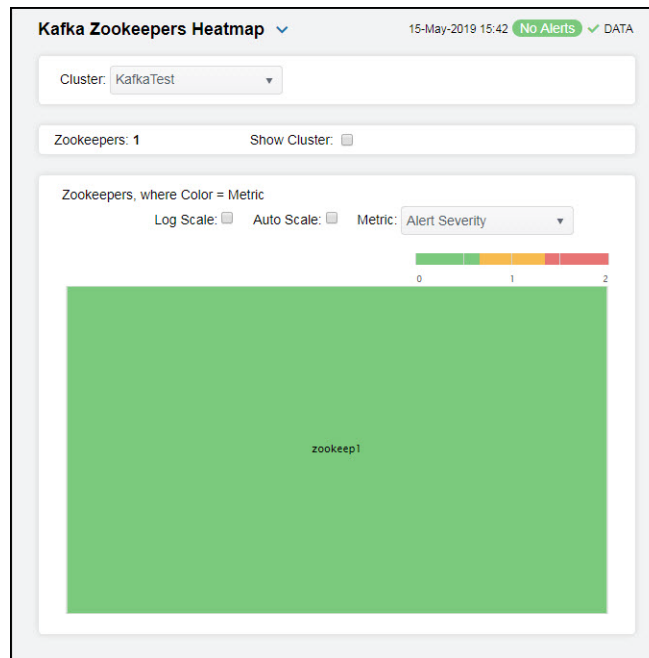 Kafka Zookeepers Heatmap 15-May-2019 15:42 No Alerts DATA
Cluster: KafkaTest
Zookeepers: 1 Show Cluster:
Zookeepers, where Color = Metric
Log Scale: Auto Scale: Metric: Alert Severity
0 1 2
zookeep1